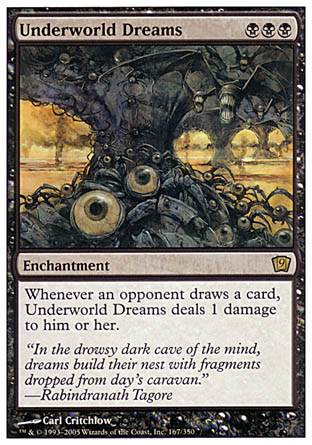 Underworld Dreams
Enchantment
9
Whenever an opponent draws a card,
Underworld Dreams deals 1 damage
to him or her.
“In the drowsy dark cave of the mind,
dreams build their nest with fragments
dropped from day’s caravan.”
—Rabindranath Tagore
Carl Critchlow
™ & © 1993–2005 Wizards of the Coast, Inc. 167/350